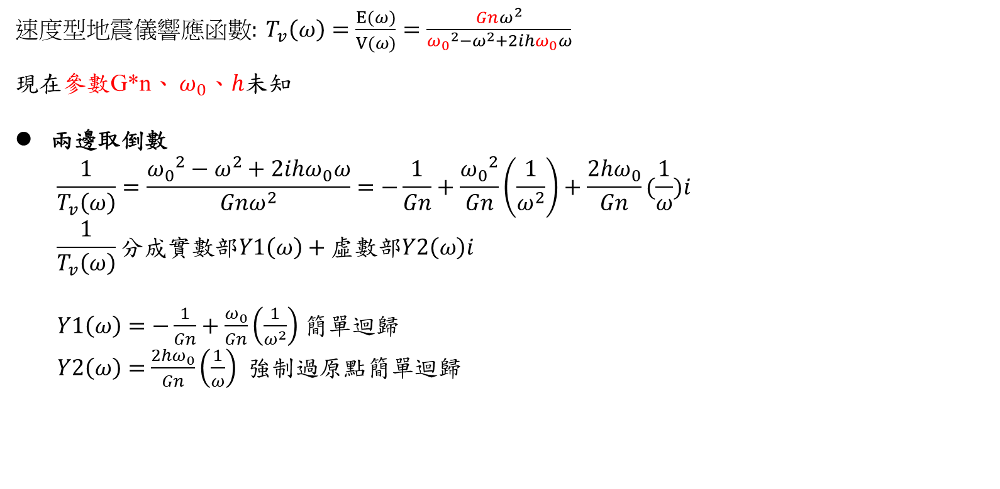 速度型地震儀響應函數: $T_v(\omega) = \frac{\mathrm{E}(\omega)}{\mathrm{V}(\omega)} = \frac{Gn\omega^2}{{\omega_0}^2-\omega^2+2ih\omega_0\omega}$
現在參數G*n、$\omega_0$、$h$未知
● 兩邊取倒數
$\frac{1}{T_v(\omega)} = \frac{{\omega_0}^2-\omega^2+2ih\omega_0\omega}{Gn\omega^2} = -\frac{1}{Gn}+\frac{{\omega_0}^2}{Gn}\left(\frac{1}{\omega^2}\right)+\frac{2h\omega_0}{Gn}(\frac{1}{\omega})i$
$\frac{1}{T_v(\omega)}$ 分成實數部$Y1(\omega)+$虛數部$Y2(\omega)i$
$Y1(\omega) = -\frac{1}{Gn}+\frac{\omega_0}{Gn}\left(\frac{1}{\omega^2}\right)$ 簡單迴歸
$Y2(\omega) = \frac{2h\omega_0}{Gn}\left(\frac{1}{\omega}\right)$ 強制過原點簡單迴歸